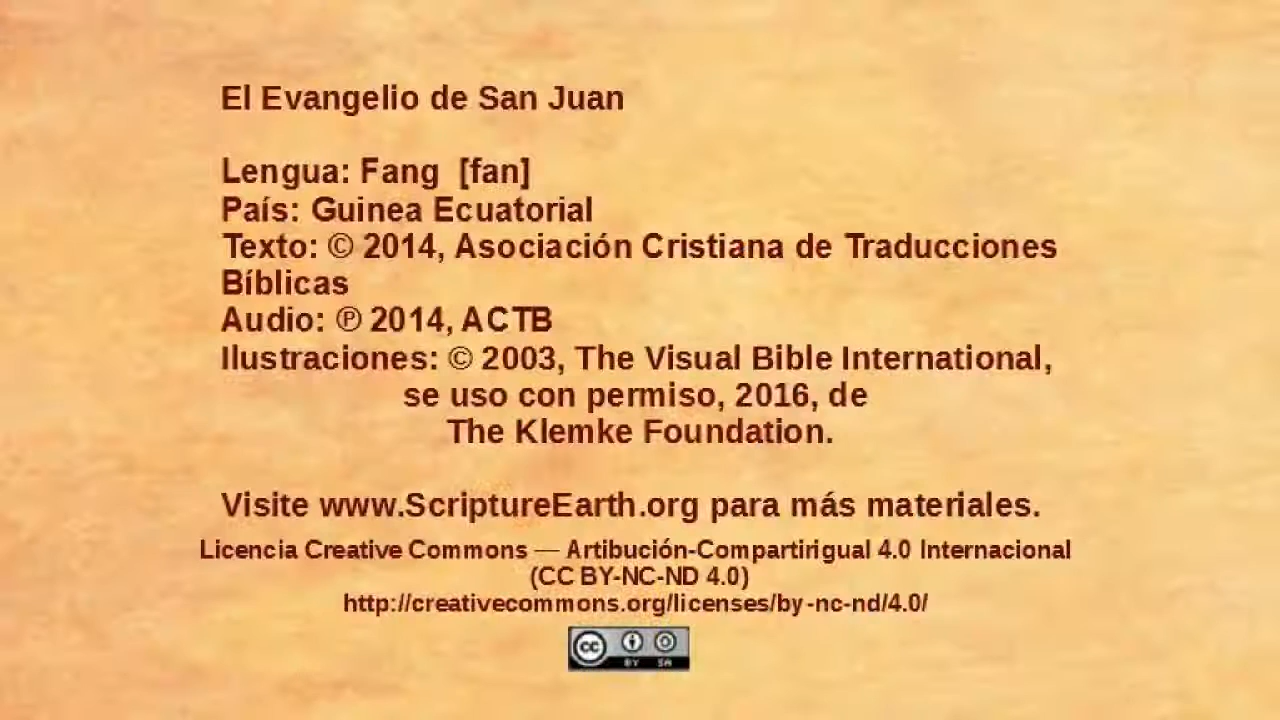 El Evangelio de San Juan
Lengua: Fang [fan]
País: Guinea Ecuatorial
Texto: © 2014, Asociación Cristiana de Traducciones
Bíblicas
Audio: ℗ 2014, ACTB
Ilustraciones: © 2003, The Visual Bible International,
se uso con permiso, 2016, de
The Klemke Foundation.
Visite www.ScriptureEarth.org para más materiales.
Licencia Creative Commons — Artibución-Compartirigual 4.0 Internacional
(CC BY-NC-ND 4.0)
http://creativecommons.org/licenses/by-nc-nd/4.0/
cc BY SA